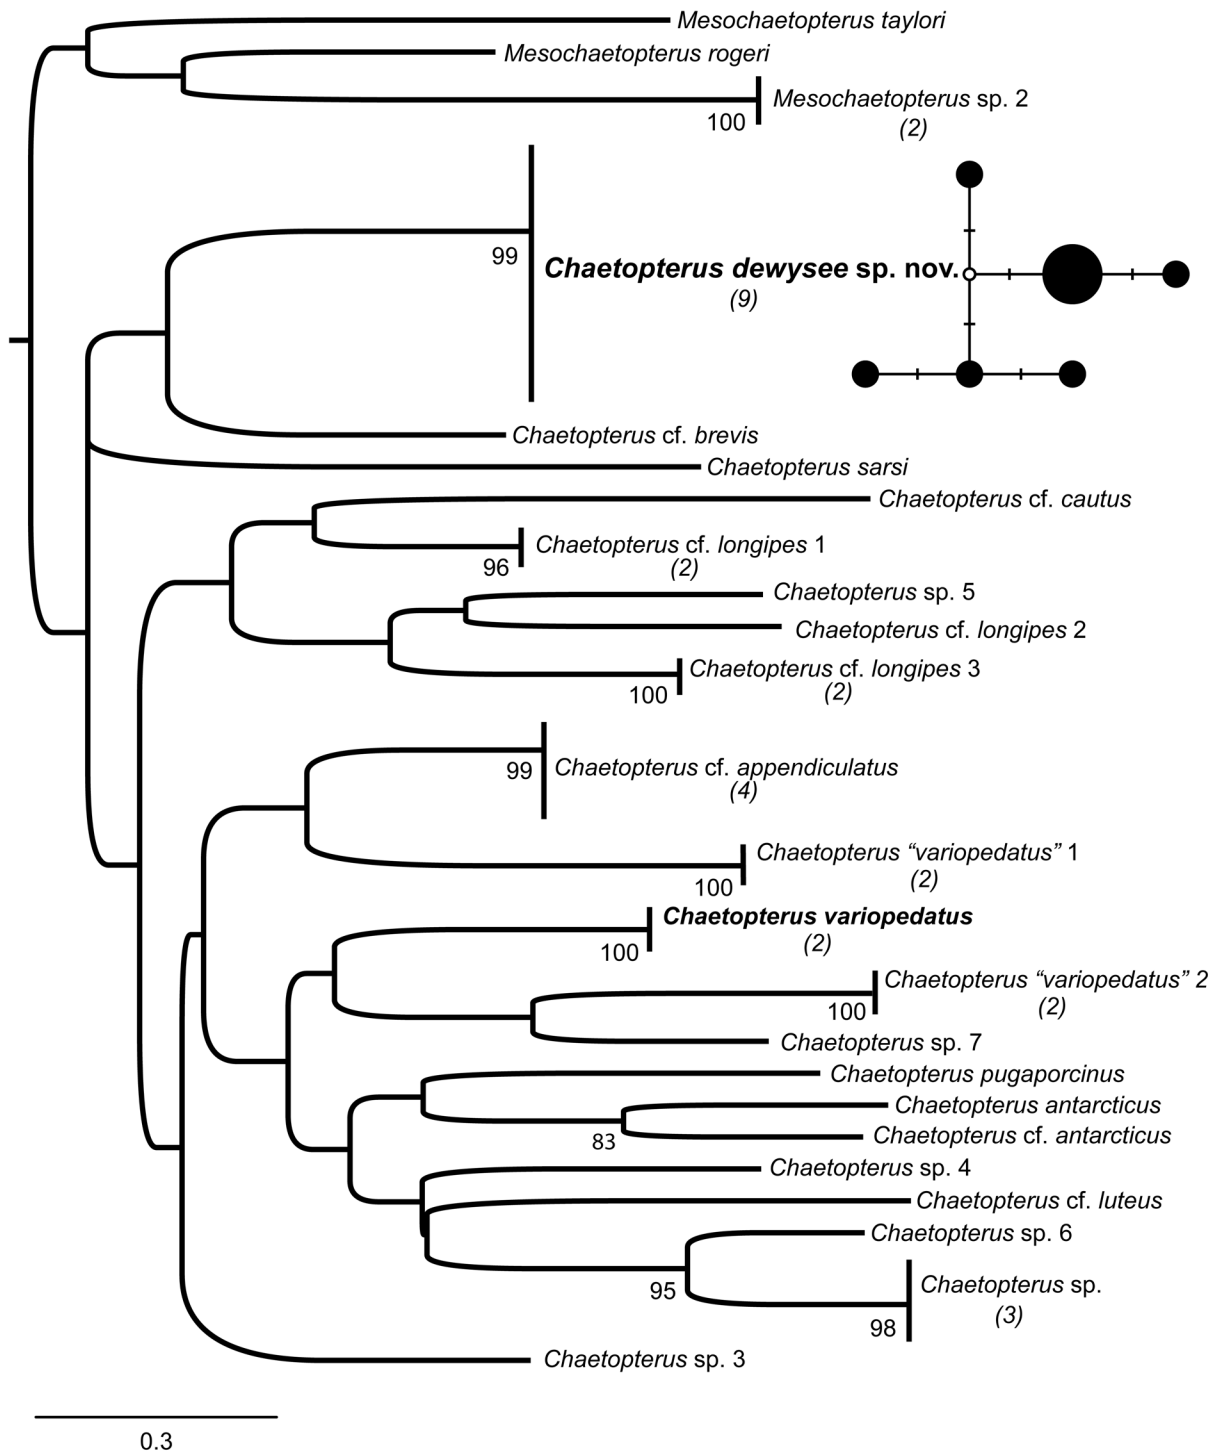 Mesochaetopterus taylori
Mesochaetopterus rogeri
Mesochaetopterus sp. 2
100
(2)
99
Chaetopterus dewysee sp. nov.
(9)
Chaetopterus cf. brevis
Chaetopterus sarsi
Chaetopterus cf. cautus
Chaetopterus cf. longipes 1
96
(2)
Chaetopterus sp. 5
Chaetopterus cf. longipes 2
Chaetopterus cf. longipes 3
100
(2)
99
Chaetopterus cf. appendiculatus
(4)
Chaetopterus “variopedatus” 1
100
(2)
Chaetopterus variopedatus
100
(2)
Chaetopterus “variopedatus” 2
100
(2)
Chaetopterus sp. 7
Chaetopterus pugaporcinus
Chaetopterus antarcticus
83
Chaetopterus cf. antarcticus
Chaetopterus sp. 4
Chaetopterus cf. luteus
Chaetopterus sp. 6
95
Chaetopterus sp.
(3)
98
Chaetopterus sp. 3
0.3